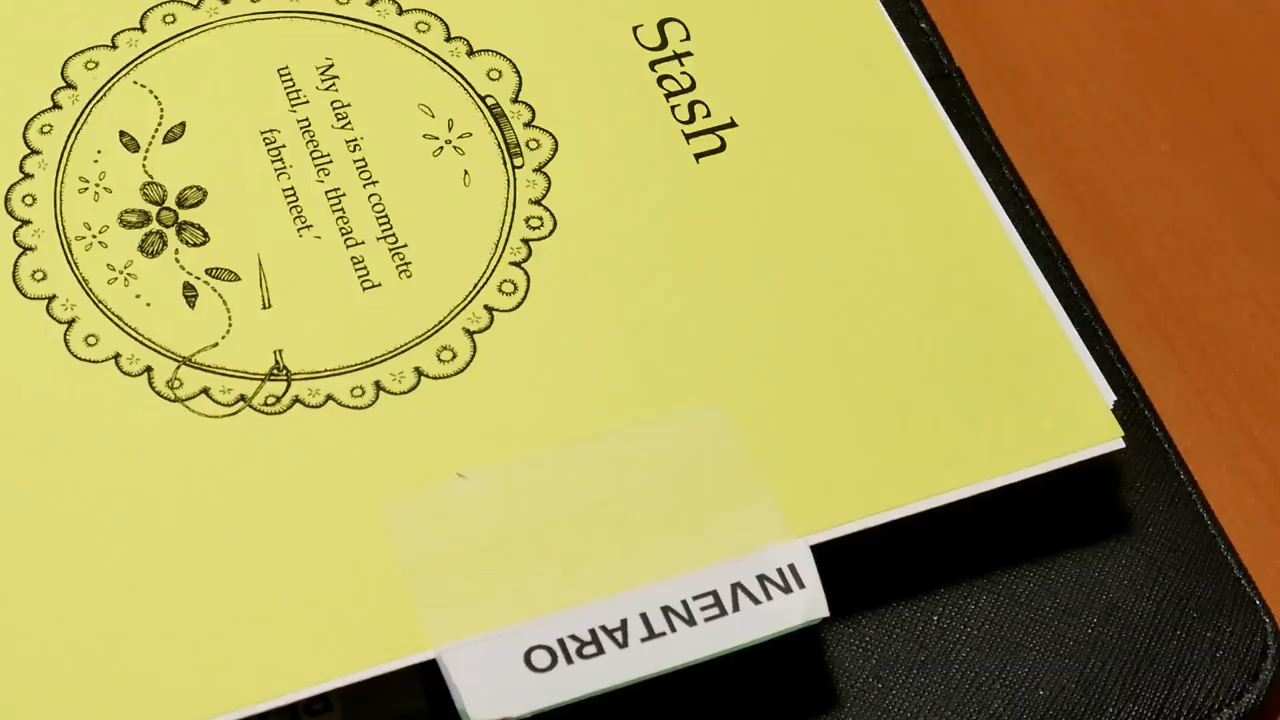 Stash
'My day is not complete
until, needle, thread and
fabric meet.'
INVENTARIO